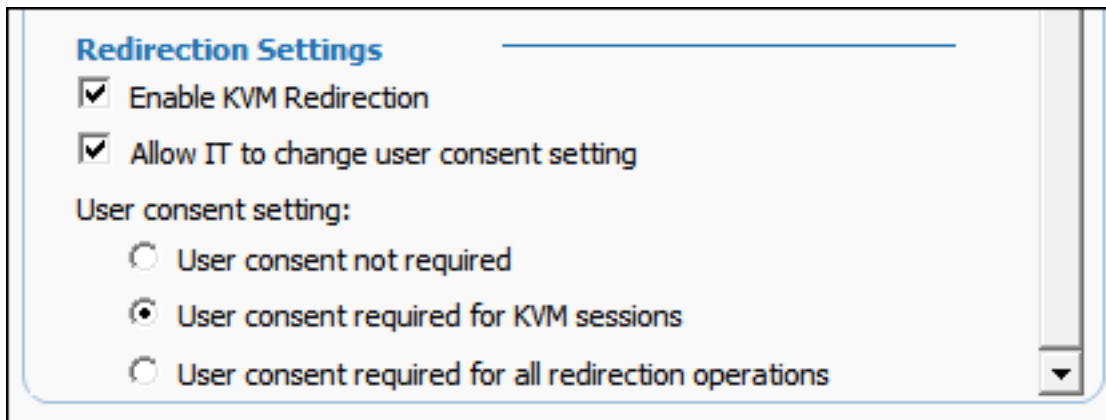 Redirection Settings
Enable KVM Redirection
Allow IT to change user consent setting
User consent setting:
User consent not required
User consent required for KVM sessions
User consent required for all redirection operations